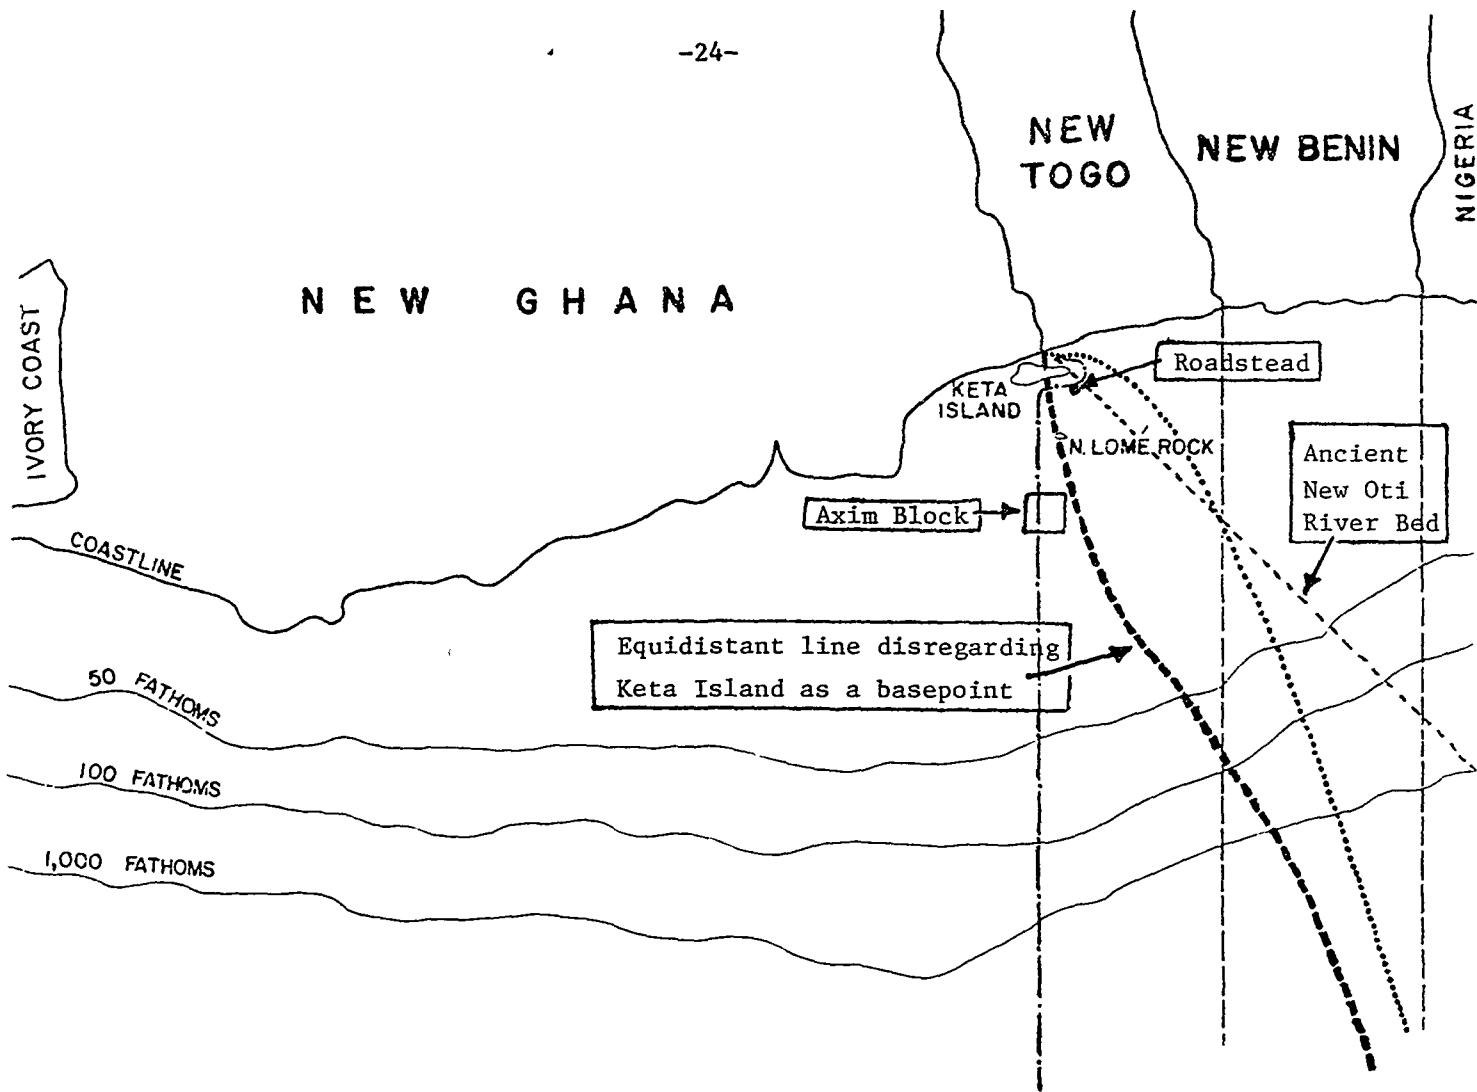 -24-
NEW
TOGO
NEW BENIN
NIGERIA
NEW GHANA
IVORY COAST
Roadstead
KETA
ISLAND
N. LOMÉ ROCK
Ancient
New Oti
River Bed
Axim Block
COASTLINE
Equidistant line disregarding
Keta Island as a basepoint
50 FATHOMS
100 FATHOMS
1,000 FATHOMS